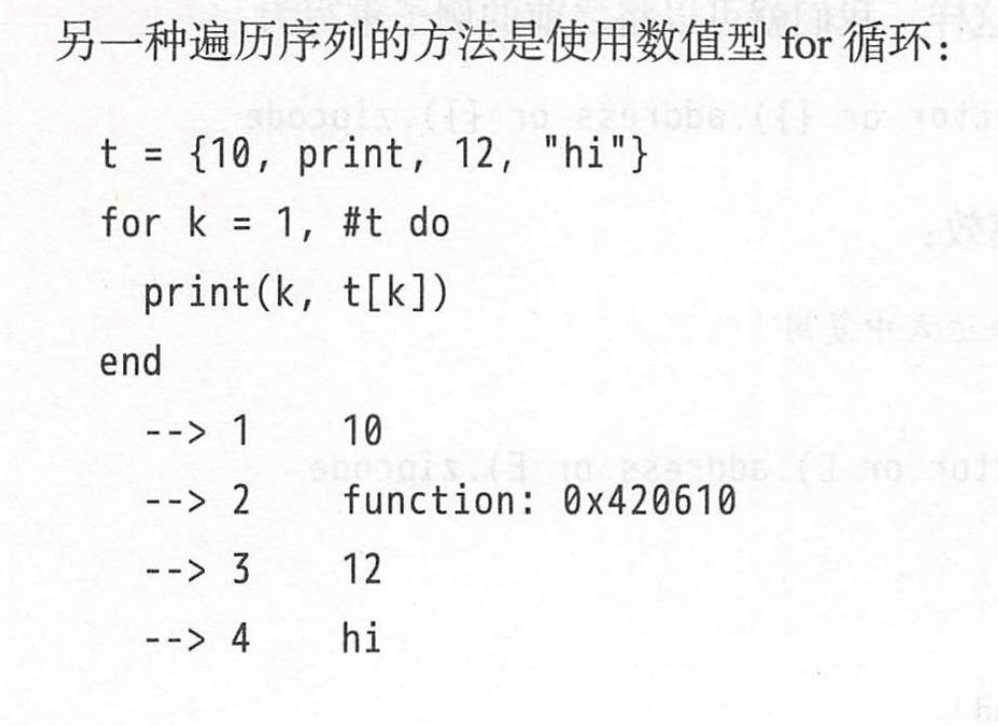 另一种遍历序列的方法是使用数值型 for 循环：
t = {10, print, 12, "hi"}
for k = 1, #t do
  print(k, t[k])
end
  --> 1    10
  --> 2    function: 0x420610
  --> 3    12
  --> 4    hi